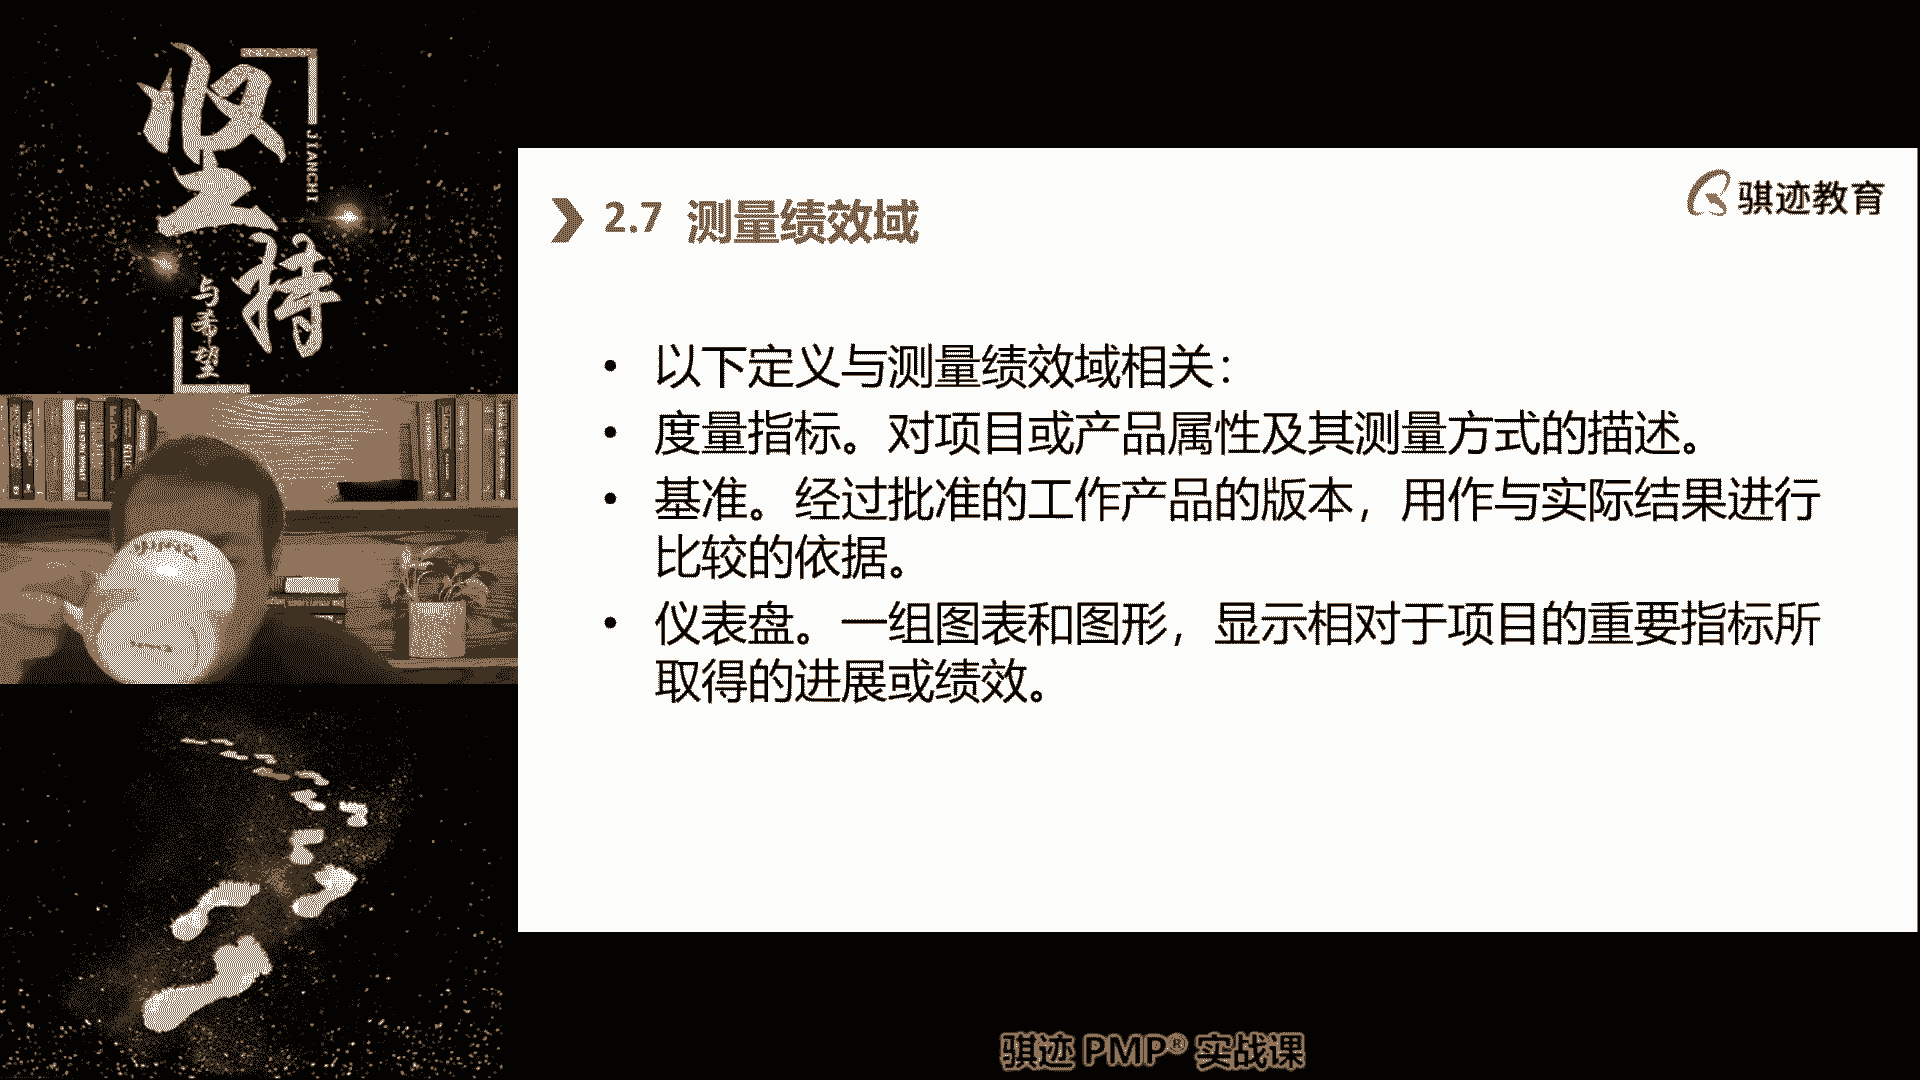 坚持
JIANCHI
与希望
2.7 测量绩效域
骐迹教育
• 以下定义与测量绩效域相关：
• 度量指标。对项目或产品属性及其测量方式的描述。
• 基准。经过批准的工作产品的版本，用作与实际结果进行
比较的依据。
• 仪表盘。一组图表和图形，显示相对于项目的重要指标所
取得的进展或绩效。
骐迹 PMP® 实战课